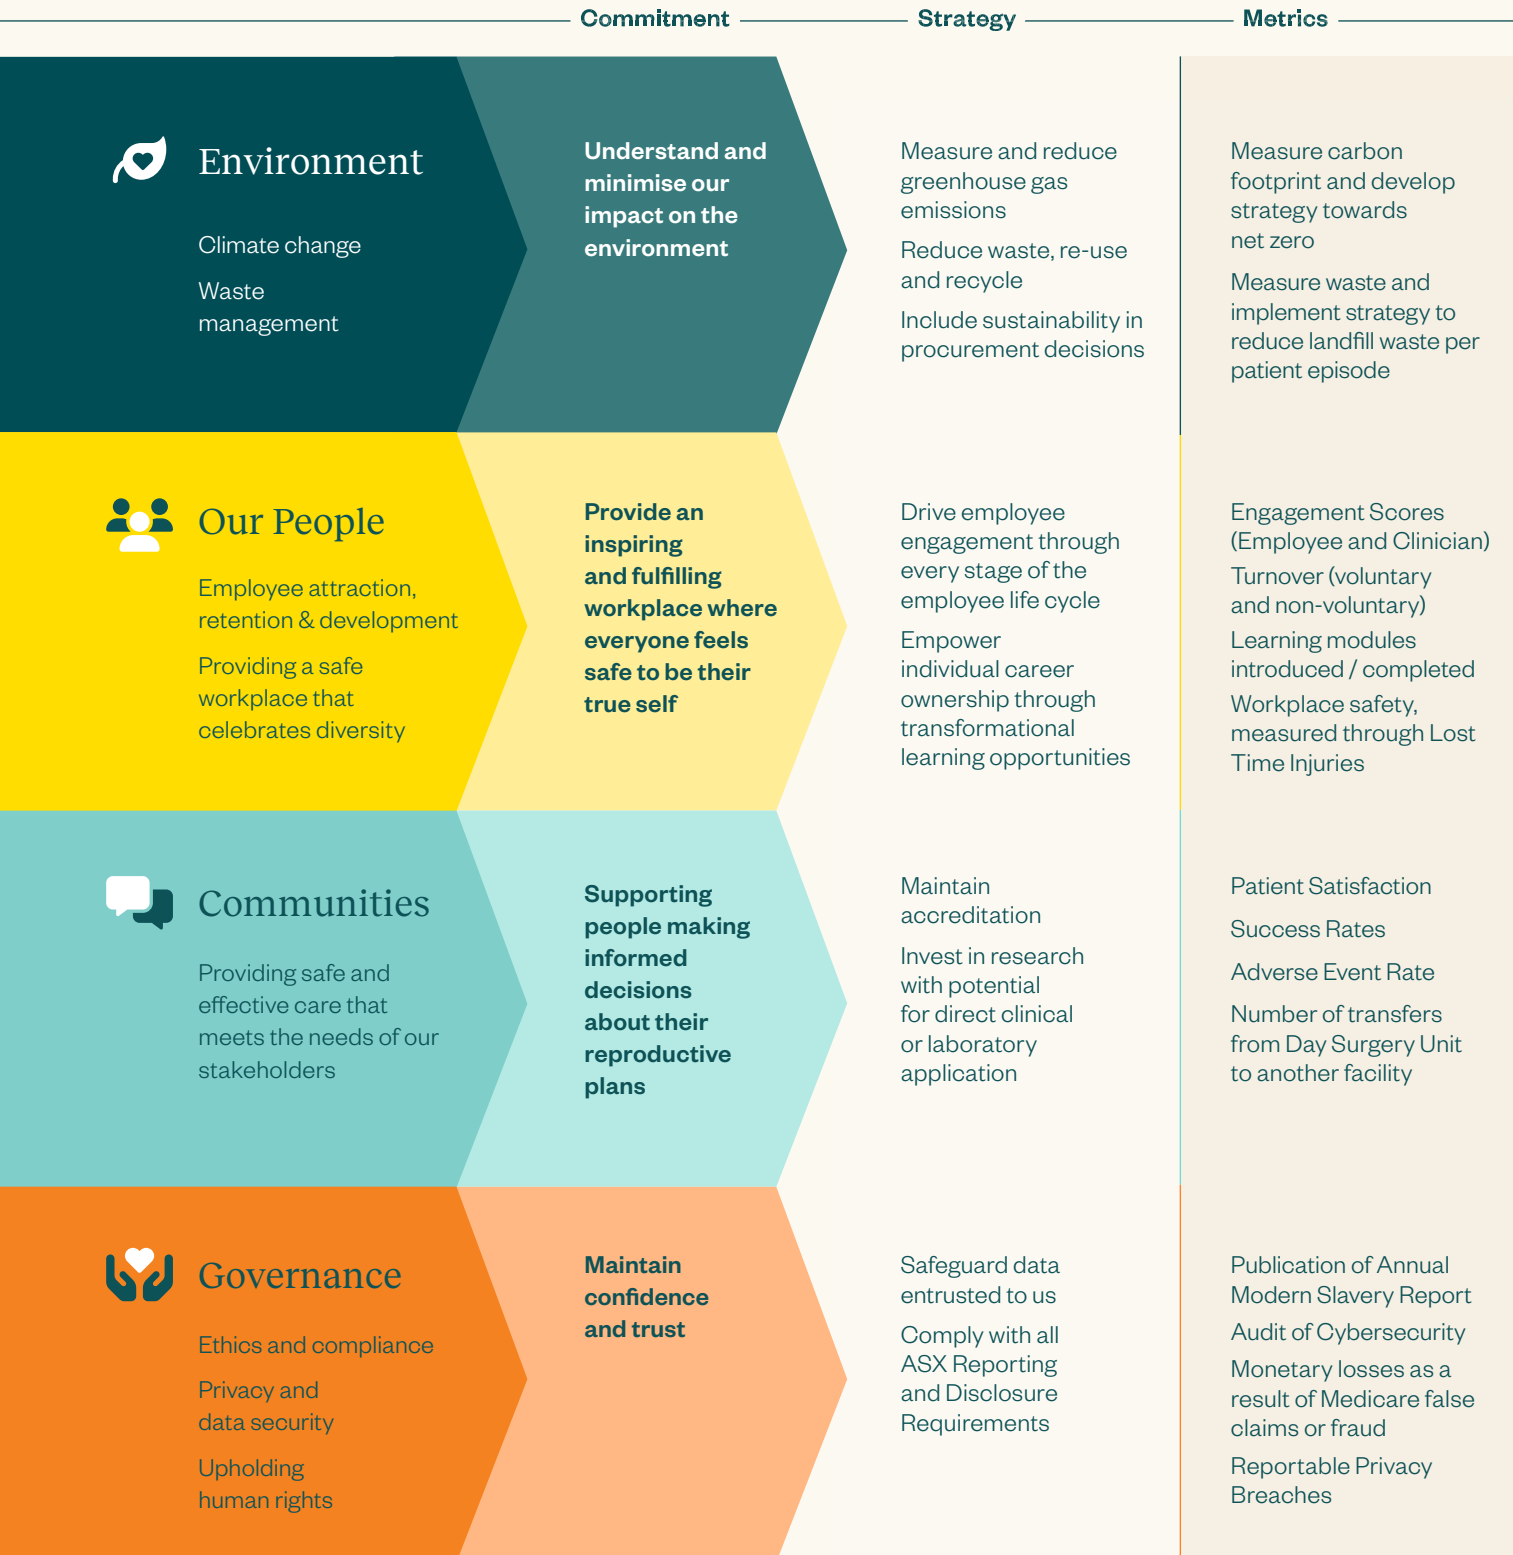 Commitment
Strategy
Metrics
Environment
Climate change
Waste
management
Understand and
minimise our
impact on the
environment
Measure and reduce
greenhouse gas
emissions
Reduce waste, re-use
and recycle
Include sustainability in
procurement decisions
Measure carbon
footprint and develop
strategy towards
net zero
Measure waste and
implement strategy to
reduce landfill waste per
patient episode
Our People
Employee attraction,
retention & development
Providing a safe
workplace that
celebrates diversity
Provide an
inspiring
and fulfilling
workplace where
everyone feels
safe to be their
true self
Drive employee
engagement through
every stage of the
employee life cycle
Empower
individual career
ownership through
transformational
learning opportunities
Engagement Scores
(Employee and Clinician)
Turnover (voluntary
and non-voluntary)
Learning modules
introduced / completed
Workplace safety,
measured through Lost
Time Injuries
Communities
Providing safe and
effective care that
meets the needs of our
stakeholders
Supporting
people making
informed
decisions
about their
reproductive
plans
Maintain
accreditation
Invest in research
with potential
for direct clinical
or laboratory
application
Patient Satisfaction
Success Rates
Adverse Event Rate
Number of transfers
from Day Surgery Unit
to another facility
Governance
Ethics and compliance
Privacy and
data security
Upholding
human rights
Maintain
confidence
and trust
Safeguard data
entrusted to us
Comply with all
ASX Reporting
and Disclosure
Requirements
Publication of Annual
Modern Slavery Report
Audit of Cybersecurity
Monetary losses as a
result of Medicare false
claims or fraud
Reportable Privacy
Breaches